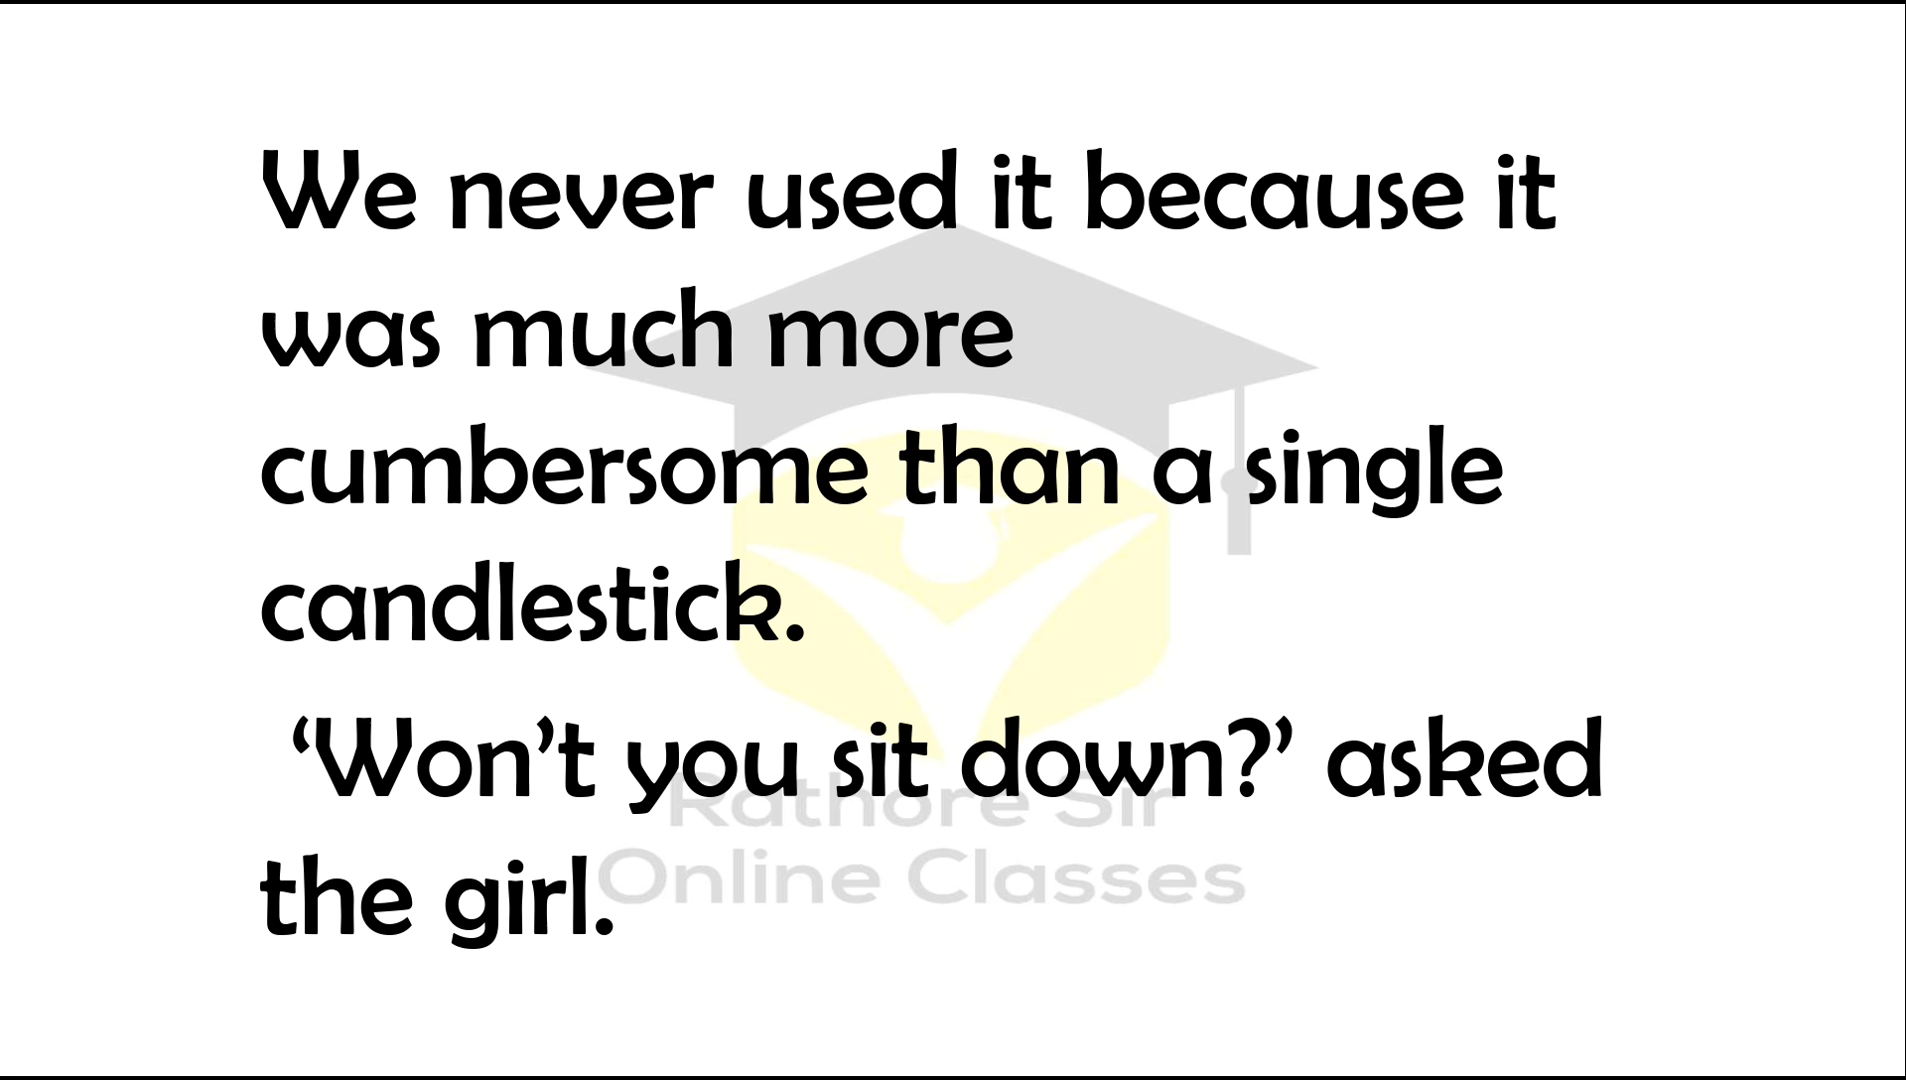 We never used it because it
was much more
cumbersome than a single
candlestick.
‘Won’t you sit down?’ asked
the girl.
Rathore Sir
Online Classes